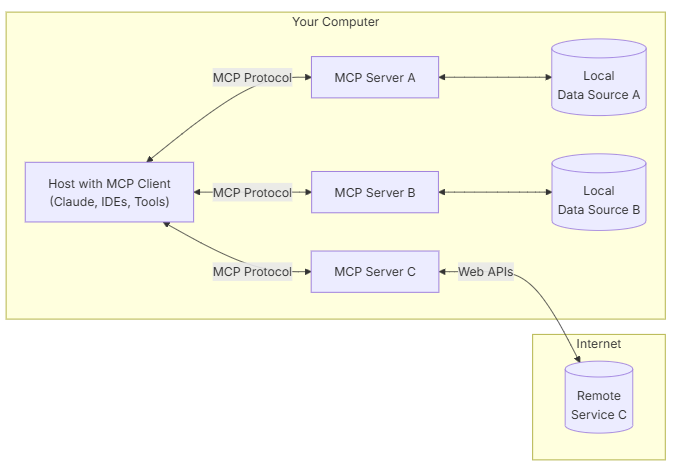 Your Computer
MCP Protocol
MCP Server A
Local
Data Source A
Host with MCP Client
(Claude, IDEs, Tools)
MCP Protocol
MCP Server B
Local
Data Source B
MCP Protocol
MCP Server C
Web APIs
Internet
Remote
Service C